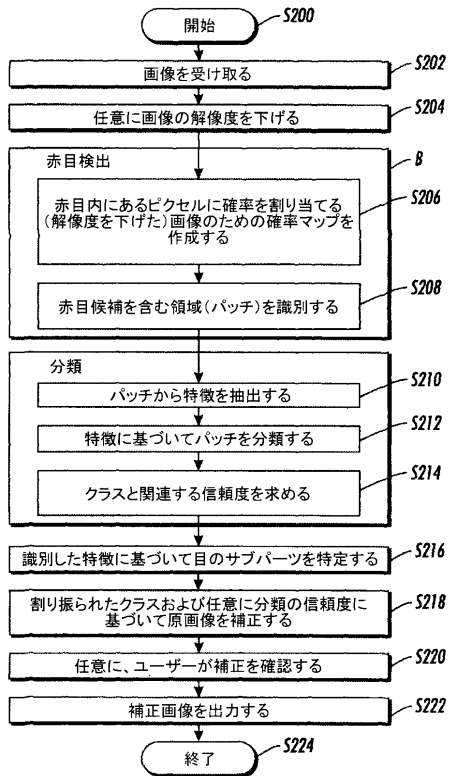 開始
S200
画像を受け取る
S202
任意に画像の解像度を下げる
S204
赤目検出
B
赤目内にあるピクセルに確率を割り当てる
(解像度を下げた)画像のための確率マップを
作成する
S206
赤目候補を含む領域(パッチ)を識別する
S208
分類
パッチから特徴を抽出する
S210
特徴に基づいてパッチを分類する
S212
クラスと関連する信頼度を求める
S214
識別した特徴に基づいて目のサブパーツを特定する
S216
割り振られたクラスおよび任意に分類の信頼度に
基づいて原画像を補正する
S218
任意に、ユーザーが補正を確認する
S220
補正画像を出力する
S222
終了
S224